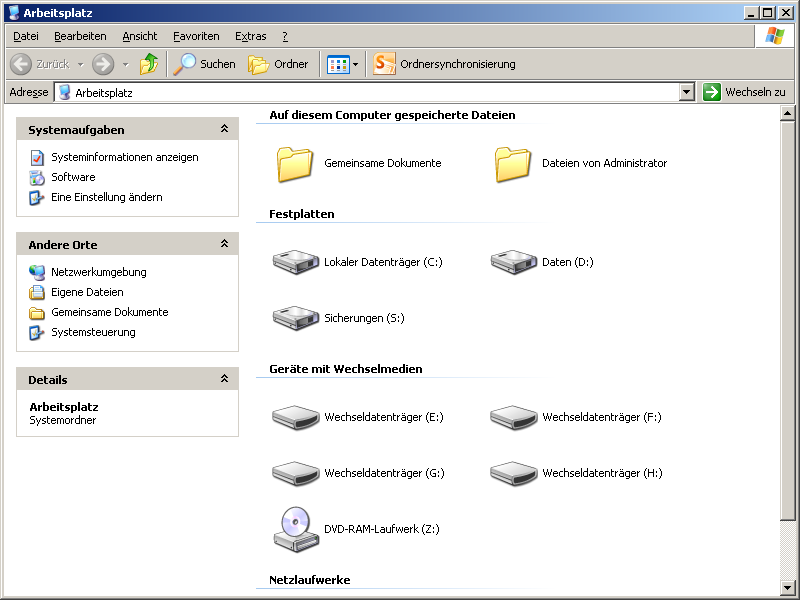 Arbeitsplatz
Datei Bearbeiten Ansicht Favoriten Extras ?
Zurück Suchen Ordner Ordnersynchronisierung
Adresse Arbeitsplatz Wechseln zu
Systemaufgaben
Systeminformationen anzeigen
Software
Eine Einstellung ändern
Andere Orte
Netzwerkumgebung
Eigene Dateien
Gemeinsame Dokumente
Systemsteuerung
Details
Arbeitsplatz
Systemordner
Auf diesem Computer gespeicherte Dateien
Gemeinsame Dokumente Dateien von Administrator
Festplatten
Lokaler Datenträger (C:) Daten (D:)
Sicherungen (S:)
Geräte mit Wechselmedien
Wechseldatenträger (E:) Wechseldatenträger (F:)
Wechseldatenträger (G:) Wechseldatenträger (H:)
DVD-RAM-Laufwerk (Z:)
Netzlaufwerke